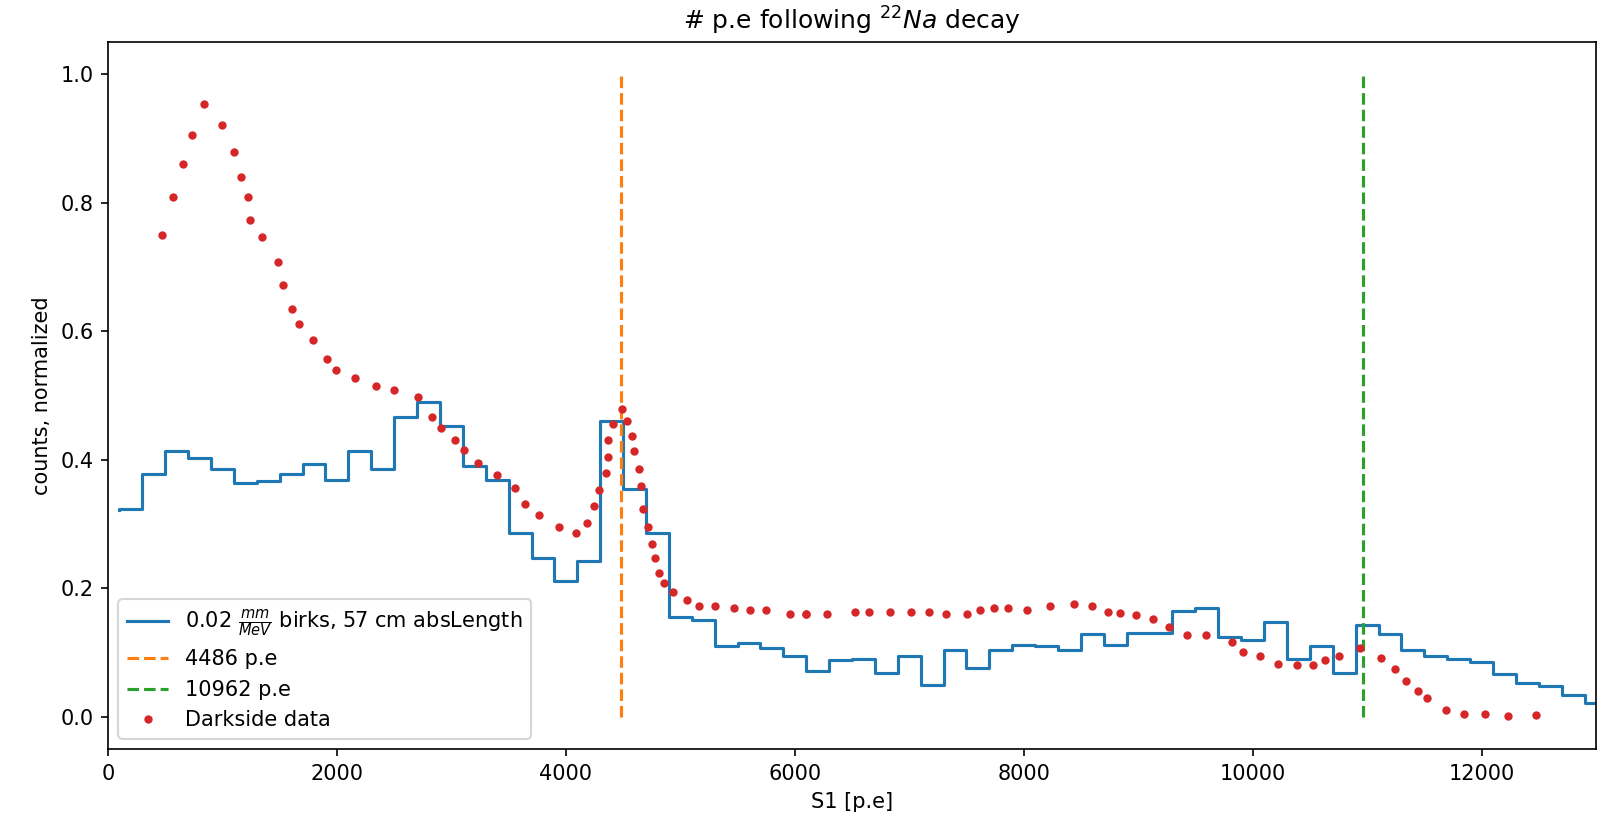 # p.e following ²²Na decay
counts, normalized
1.0
0.8
0.6
0.4
0.2
0.0
0.02 mm/MeV birks, 57 cm absLength
4486 p.e
10962 p.e
Darkside data
0 2000 4000 6000 8000 10000 12000
S1 [p.e]